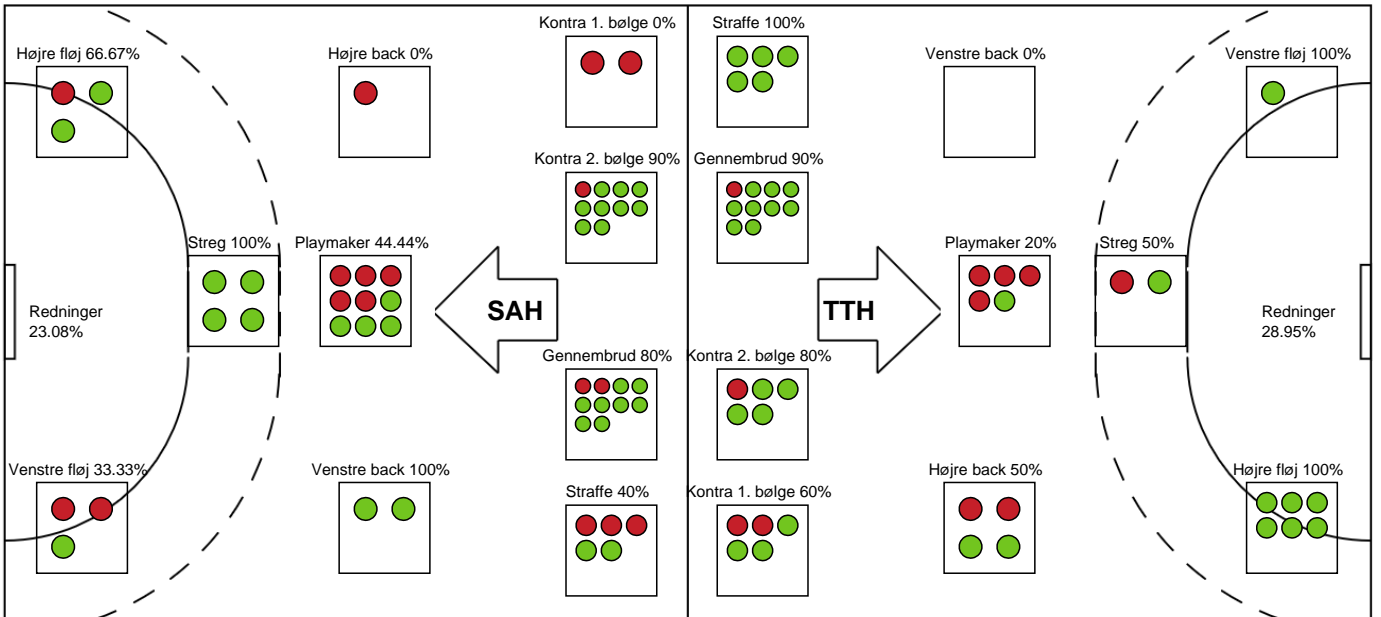 Kontra 1. bølge 0%
Straffe 100%
Højre fløj 66.67%
Højre back 0%
Venstre back 0%
Venstre fløj 100%
Kontra 2. bølge 90%
Gennembrud 90%
Streg 100%
Playmaker 44.44%
Playmaker 20%
Streg 50%
Redninger
23.08%
SAH
TTH
Redninger
28.95%
Gennembrud 80%
Kontra 2. bølge 80%
Venstre fløj 33.33%
Venstre back 100%
Højre back 50%
Højre fløj 100%
Straffe 40%
Kontra 1. bølge 60%